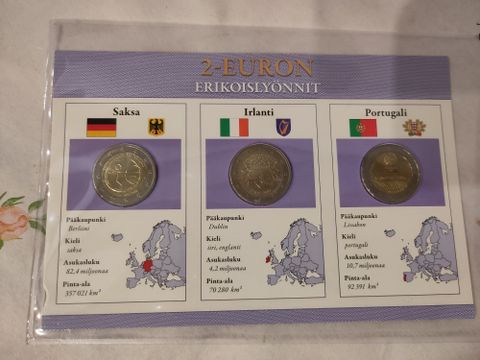 2-EURON
ERIKOISLYÖNNIT
Saksa
Pääkaupunki
Berliini
Kieli
saksa
Asukasluku
82,4 miljoonaa
Pinta-ala
357 021 km²
Irlanti
Pääkaupunki
Dublin
Kieli
iiri, englanti
Asukasluku
4,2 miljoonaa
Pinta-ala
70 280 km²
Portugali
Pääkaupunki
Lissabon
Kieli
portugali
Asukasluku
10,7 miljoonaa
Pinta-ala
92 391 km²